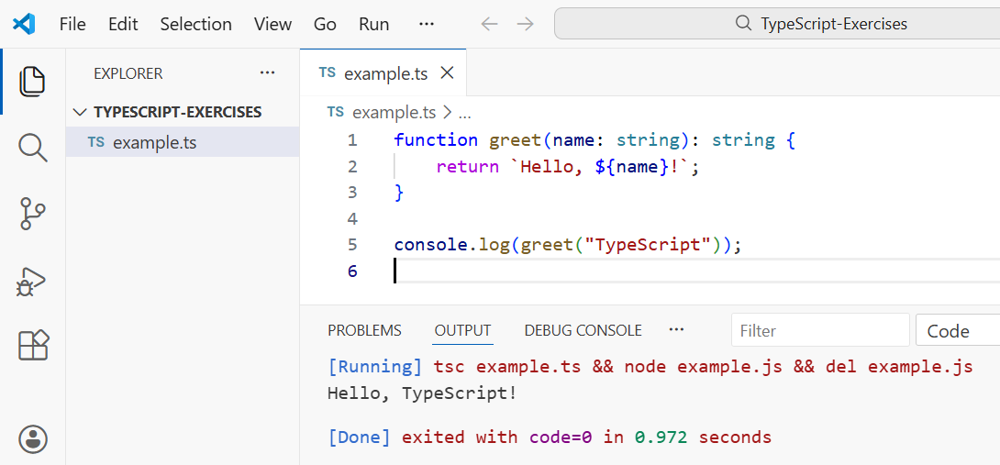 File Edit Selection View Go Run ··· TypeScript-Exercises
EXPLORER ···
TYPESCRIPT-EXERCISES
TS example.ts
TS example.ts
TS example.ts > ...
1 function greet(name: string): string {
2     return `Hello, ${name}!`;
3 }
4
5 console.log(greet("TypeScript"));
6
PROBLEMS OUTPUT DEBUG CONSOLE ··· Filter Code
[Running] tsc example.ts && node example.js && del example.js
Hello, TypeScript!
[Done] exited with code=0 in 0.972 seconds